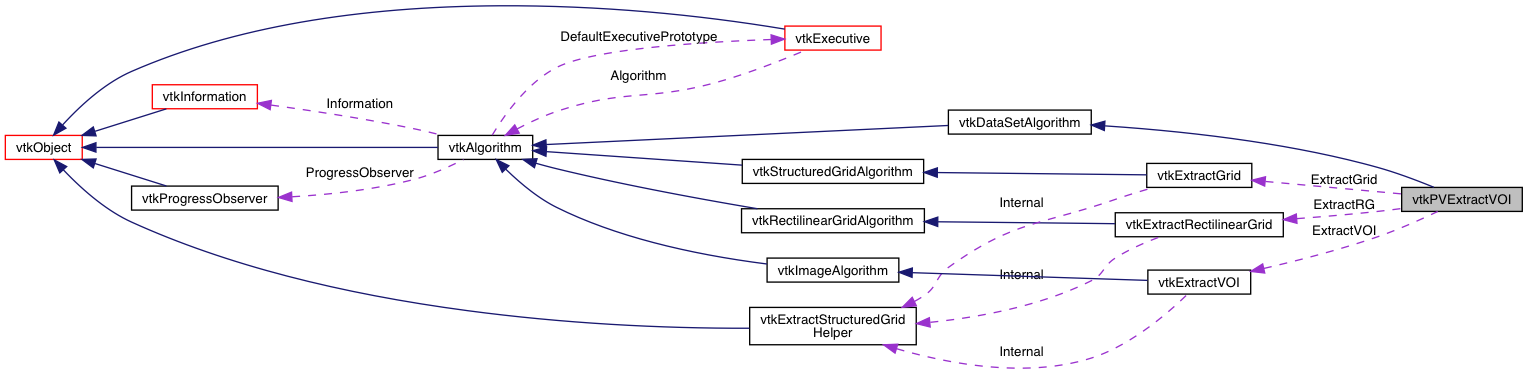 vtkExecutive
DefaultExecutivePrototype
Algorithm
vtkInformation
Information
vtkDataSetAlgorithm
vtkObject
vtkAlgorithm
vtkStructuredGridAlgorithm
vtkExtractGrid
ExtractGrid
ProgressObserver
vtkProgressObserver
vtkPVExtractVOI
Internal
ExtractRG
vtkRectilinearGridAlgorithm
vtkExtractRectilinearGrid
ExtractVOI
vtkImageAlgorithm
Internal
vtkExtractVOI
vtkExtractStructuredGrid
Helper
Internal